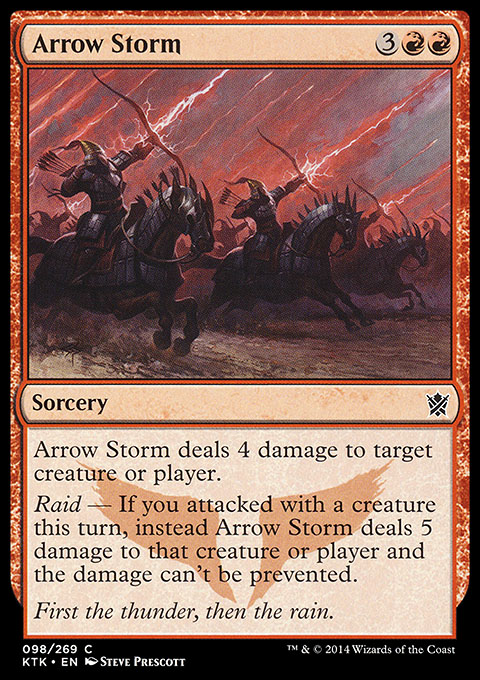 Arrow Storm 3
Sorcery
Arrow Storm deals 4 damage to target
creature or player.
Raid — If you attacked with a creature
this turn, instead Arrow Storm deals 5
damage to that creature or player and
the damage can't be prevented.
First the thunder, then the rain.
098/269 C
KTK • EN Steve Prescott
™ & © 2014 Wizards of the Coast